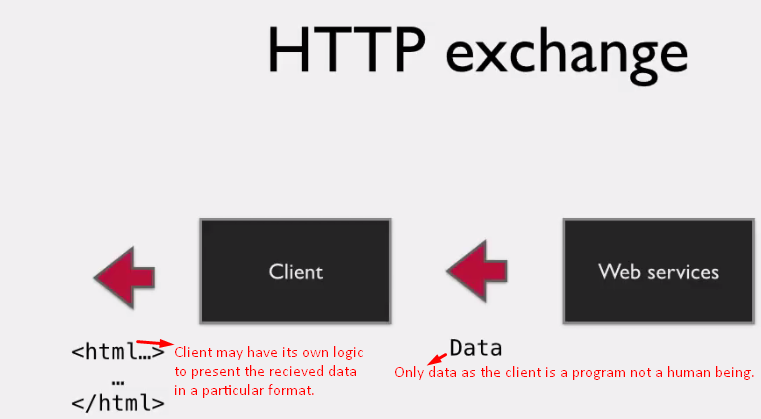 HTTP exchange
Client
Web services
<html...>
...
</html>
Client may have its own logic
to present the recieved data
in a particular format.
Data
Only data as the client is a program not a human being.